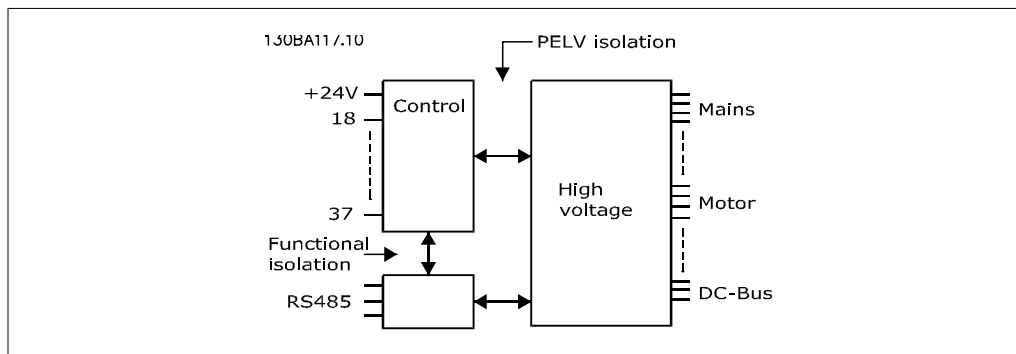 130BA117.10
PELV isolation
+24V
Control
18
Mains
High
voltage
Motor
37
Functional
isolation
RS485
DC-Bus